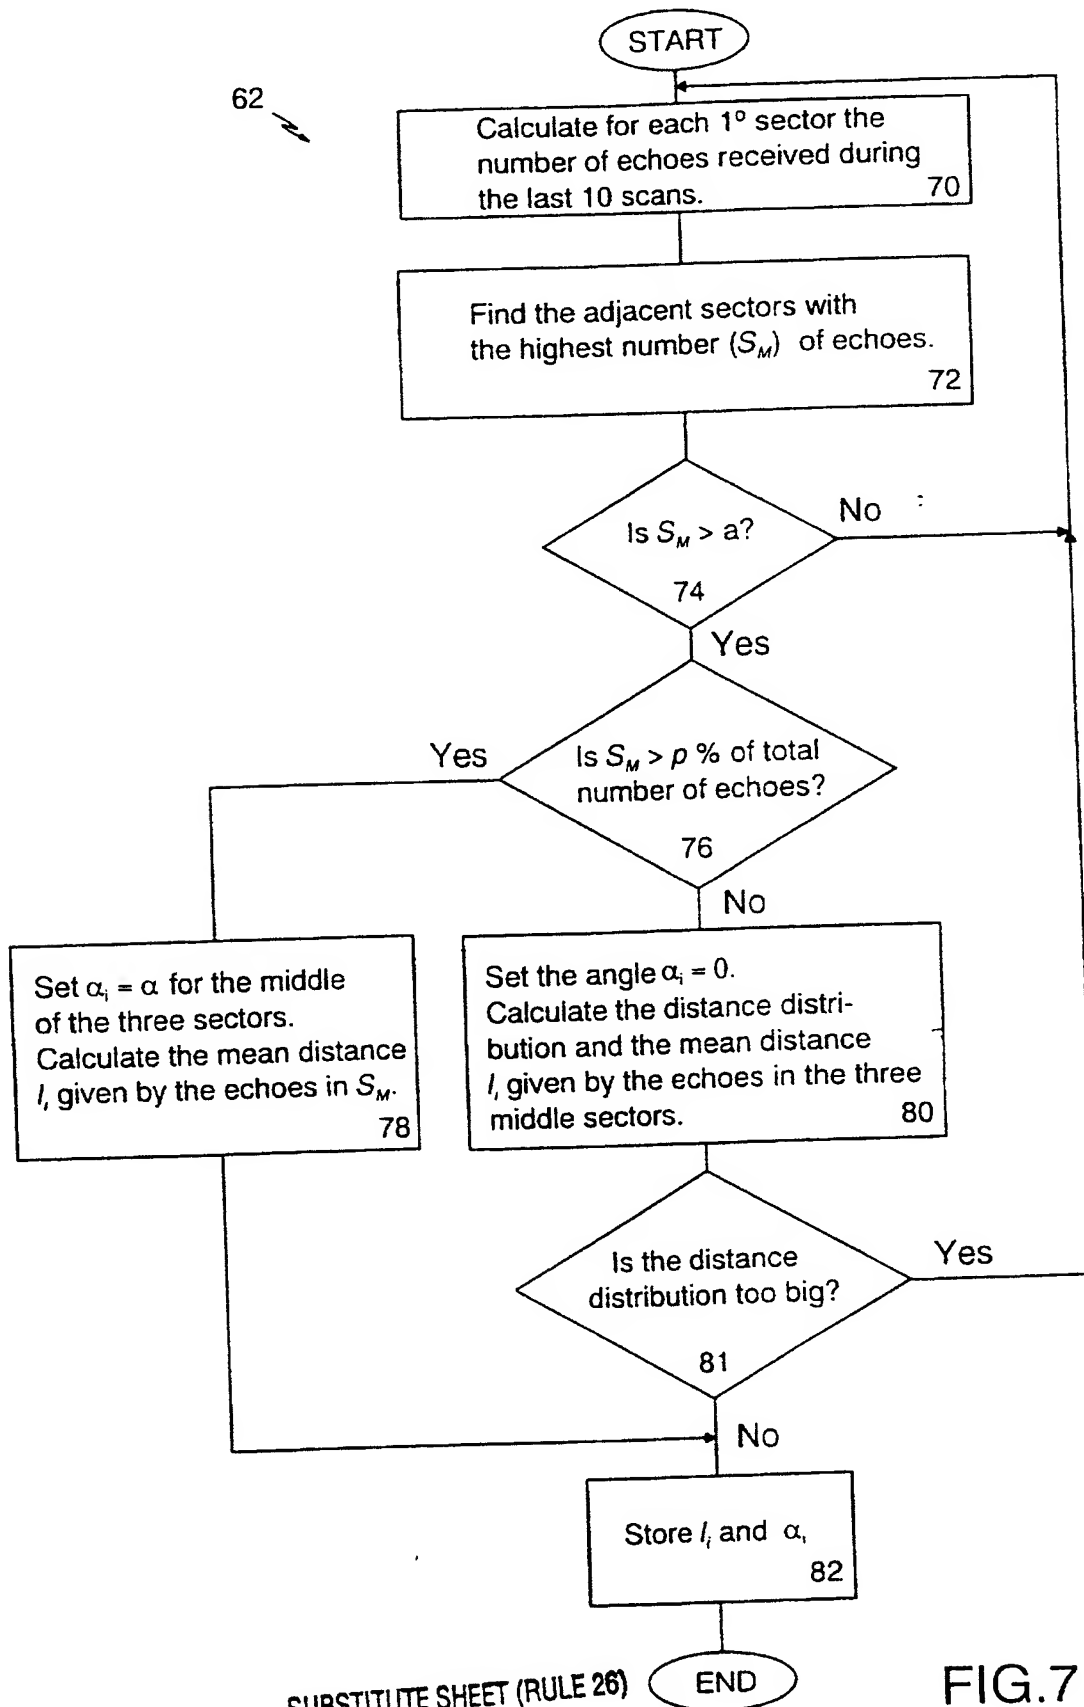 START
62
Calculate for each 1° sector the
number of echoes received during
the last 10 scans.
70
Find the adjacent sectors with
the highest number (S_M) of echoes.
72
Is S_M > a?
74
No
Yes
Is S_M > p % of total
number of echoes?
76
Yes
No
Set α_i = α for the middle
of the three sectors.
Calculate the mean distance
l, given by the echoes in S_M.
78
Set the angle α_i = 0.
Calculate the distance distri-
bution and the mean distance
l, given by the echoes in the three
middle sectors.
80
Is the distance
distribution too big?
81
Yes
No
Store l_i and α_i
82
END
SUBSTITUTE SHEET (RULE 26)
FIG.7